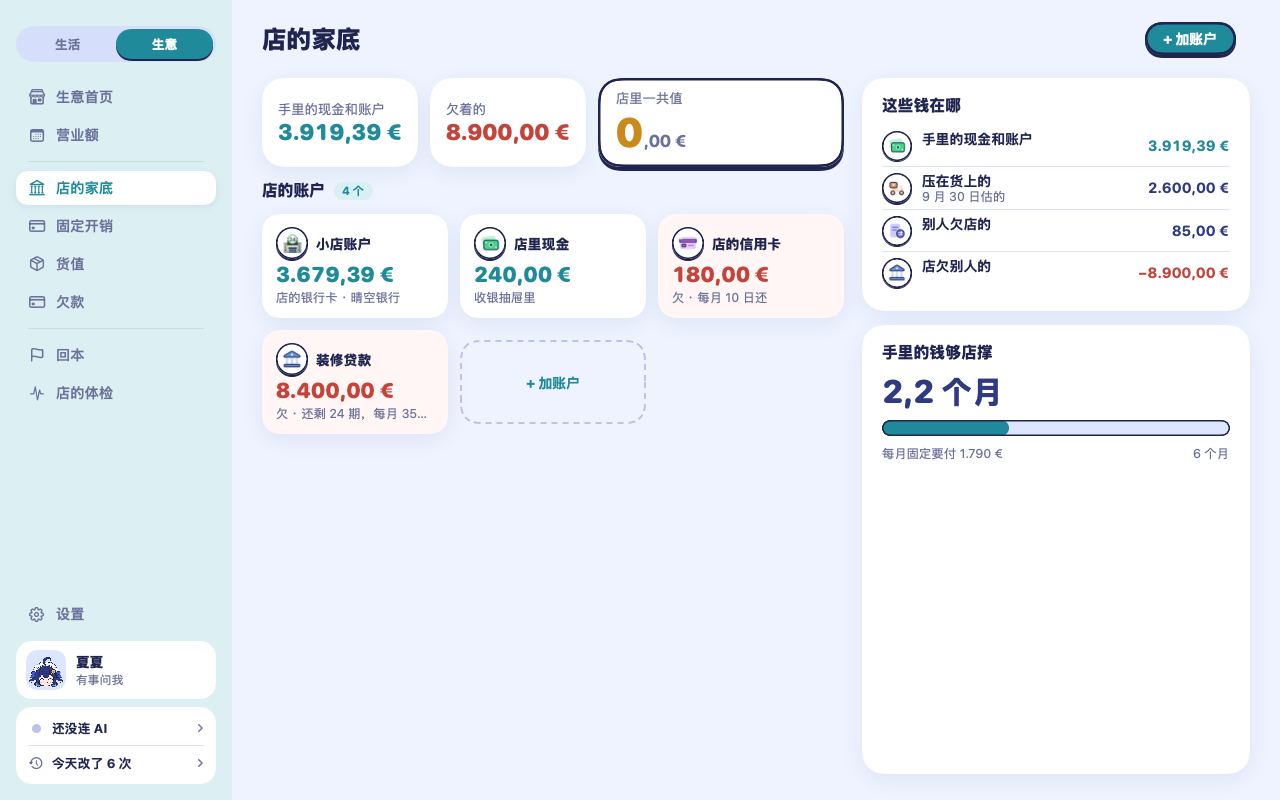 生活
生意
生意首页
营业额
店的家底
固定开销
货值
欠款
回本
店的体检
设置
夏夏
有事问我
还没连 AI
今天改了 6 次
店的家底
+ 加账户
手里的现金和账户
3.919,39 €
欠着的
8.900,00 €
店里一共值
0,00 €
店的账户
4 个
小店账户
3.679,39 €
店的银行卡 · 晴空银行
店里现金
240,00 €
收银抽屉里
店的信用卡
180,00 €
欠 · 每月 10 日还
装修贷款
8.400,00 €
欠 · 还剩 24 期，每月 35...
+ 加账户
这些钱在哪
手里的现金和账户
3.919,39 €
压在货上的
9 月 30 日估的
2.600,00 €
别人欠店的
85,00 €
店欠别人的
−8.900,00 €
手里的钱够店撑
2,2 个月
每月固定要付 1.790 €
6 个月